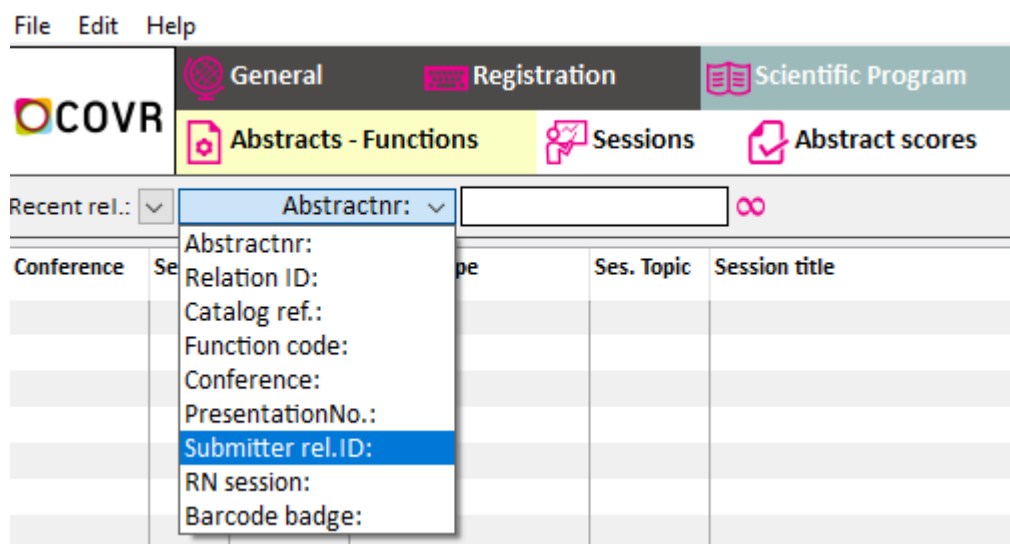 File Edit Help
General Registration Scientific Program
COVR
Abstracts - Functions Sessions Abstract scores
Recent rel.: Abstractnr:
Abstractnr:
Conference Se pe Ses. Topic Session title
Relation ID:
Catalog ref.:
Function code:
Conference:
PresentationNo.:
Submitter rel.ID:
RN session:
Barcode badge: